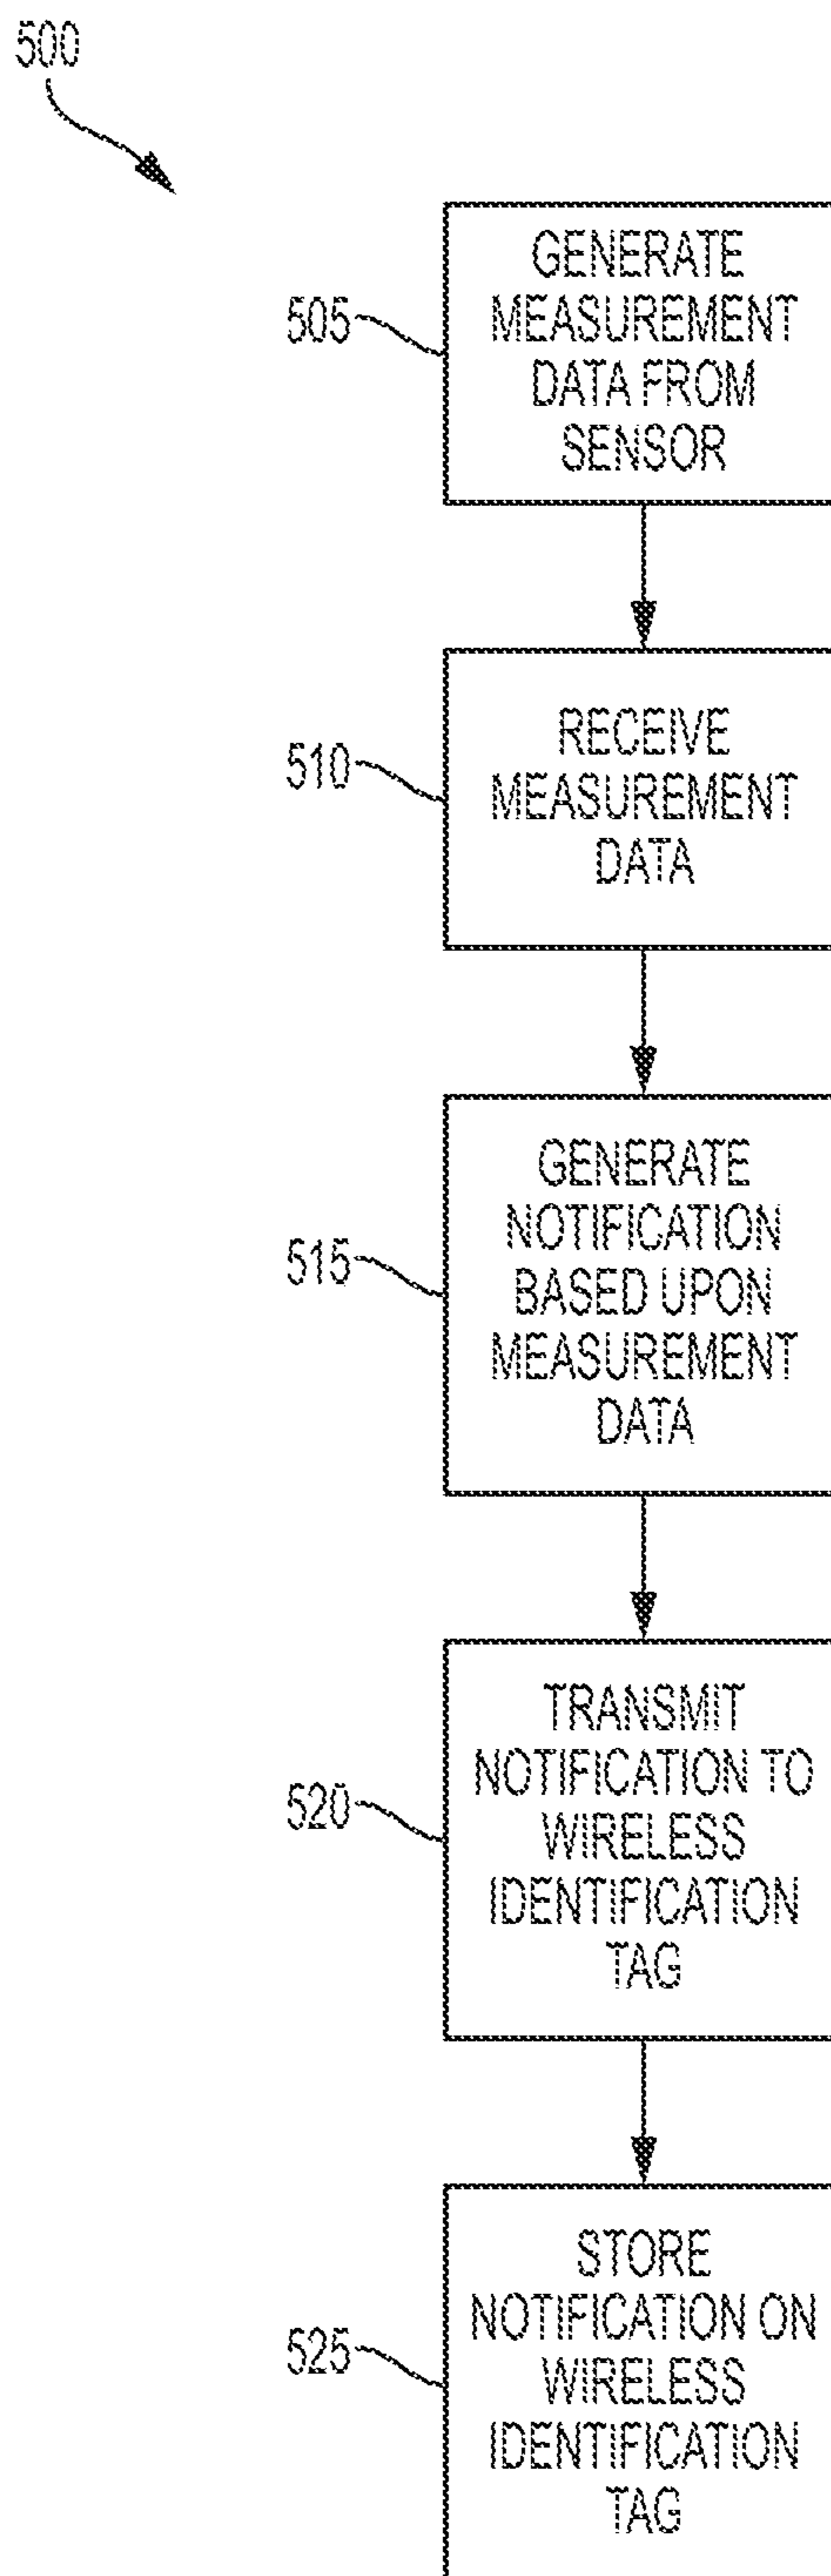 500
505
GENERATE
MEASUREMENT
DATA FROM
SENSOR
510
RECEIVE
MEASUREMENT
DATA
515
GENERATE
NOTIFICATION
BASED UPON
MEASUREMENT
DATA
520
TRANSMIT
NOTIFICATION TO
WIRELESS
IDENTIFICATION
TAG
525
STORE
NOTIFICATION ON
WIRELESS
IDENTIFICATION
TAG